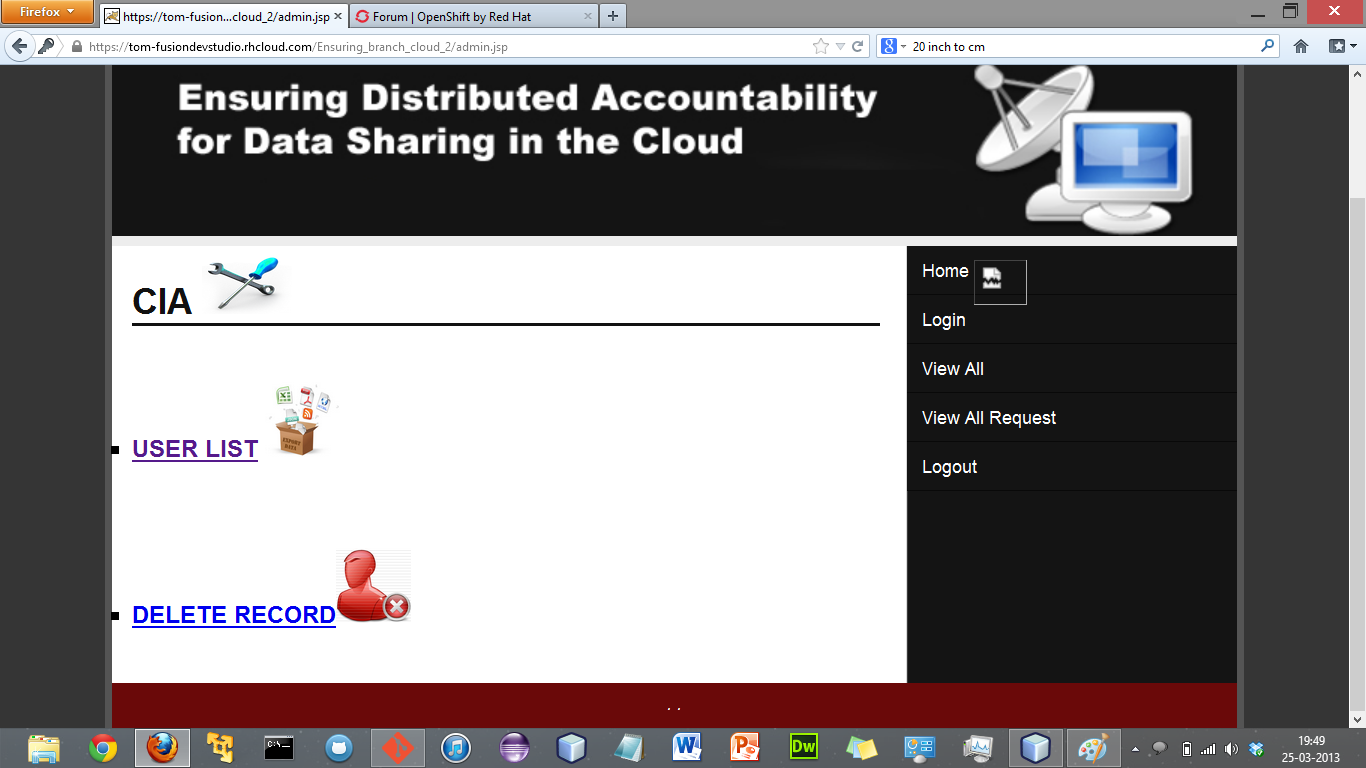 Firefox
https://tom-fusion...cloud_2/admin.jsp
Forum | OpenShift by Red Hat
https://tom-fusiondevstudio.rhcloud.com/Ensuring_branch_cloud_2/admin.jsp
20 inch to cm
Ensuring Distributed Accountability
for Data Sharing in the Cloud
CIA
USER LIST
EXPORT DATA
DELETE RECORD
Home
Login
View All
View All Request
Logout
. .
C:\_
Dw
19:49
25-03-2013